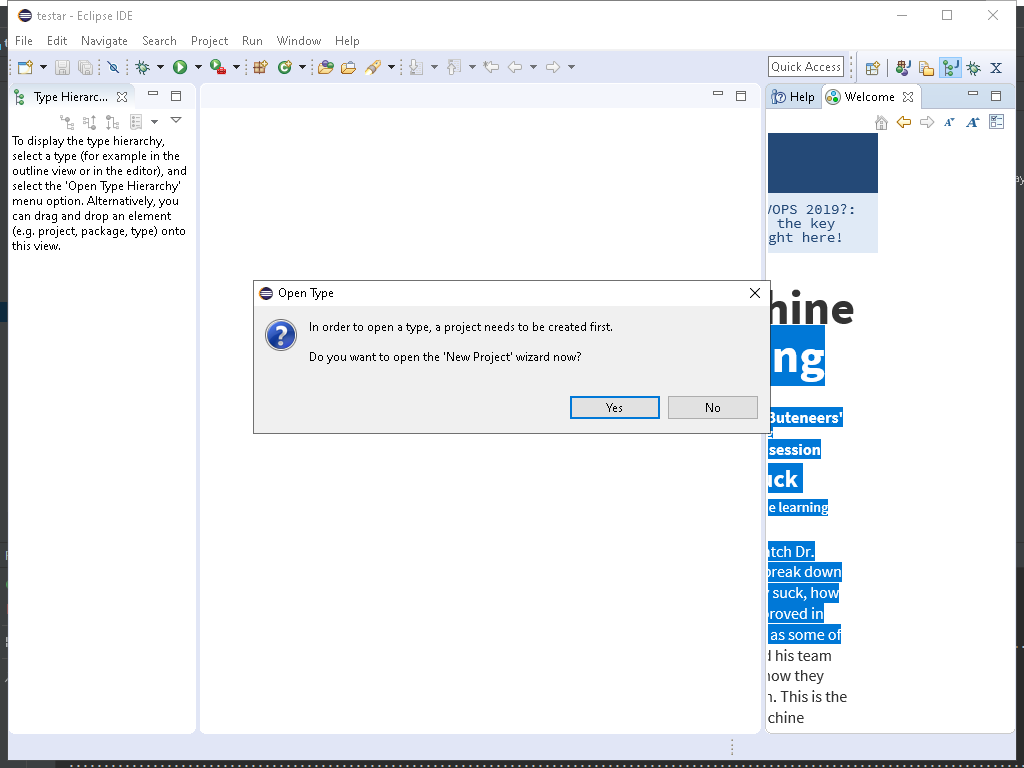 testar - Eclipse IDE
File Edit Navigate Search Project Run Window Help
Quick Access
Type Hierarc...
Help
Welcome
To display the type hierarchy,
select a type (for example in the
outline view or in the editor), and
select the 'Open Type Hierarchy'
menu option. Alternatively, you
can drag and drop an element
(e.g. project, package, type) onto
this view.
Open Type
In order to open a type, a project needs to be created first.
Do you want to open the 'New Project' wizard now?
Yes
No
/OPS 2019?:
the key
ght here!
hine
ng
Buteneers'
session
uck
e learning
atch Dr.
break down
suck, how
proved in
as some of
d his team
how they
n. This is the
chine